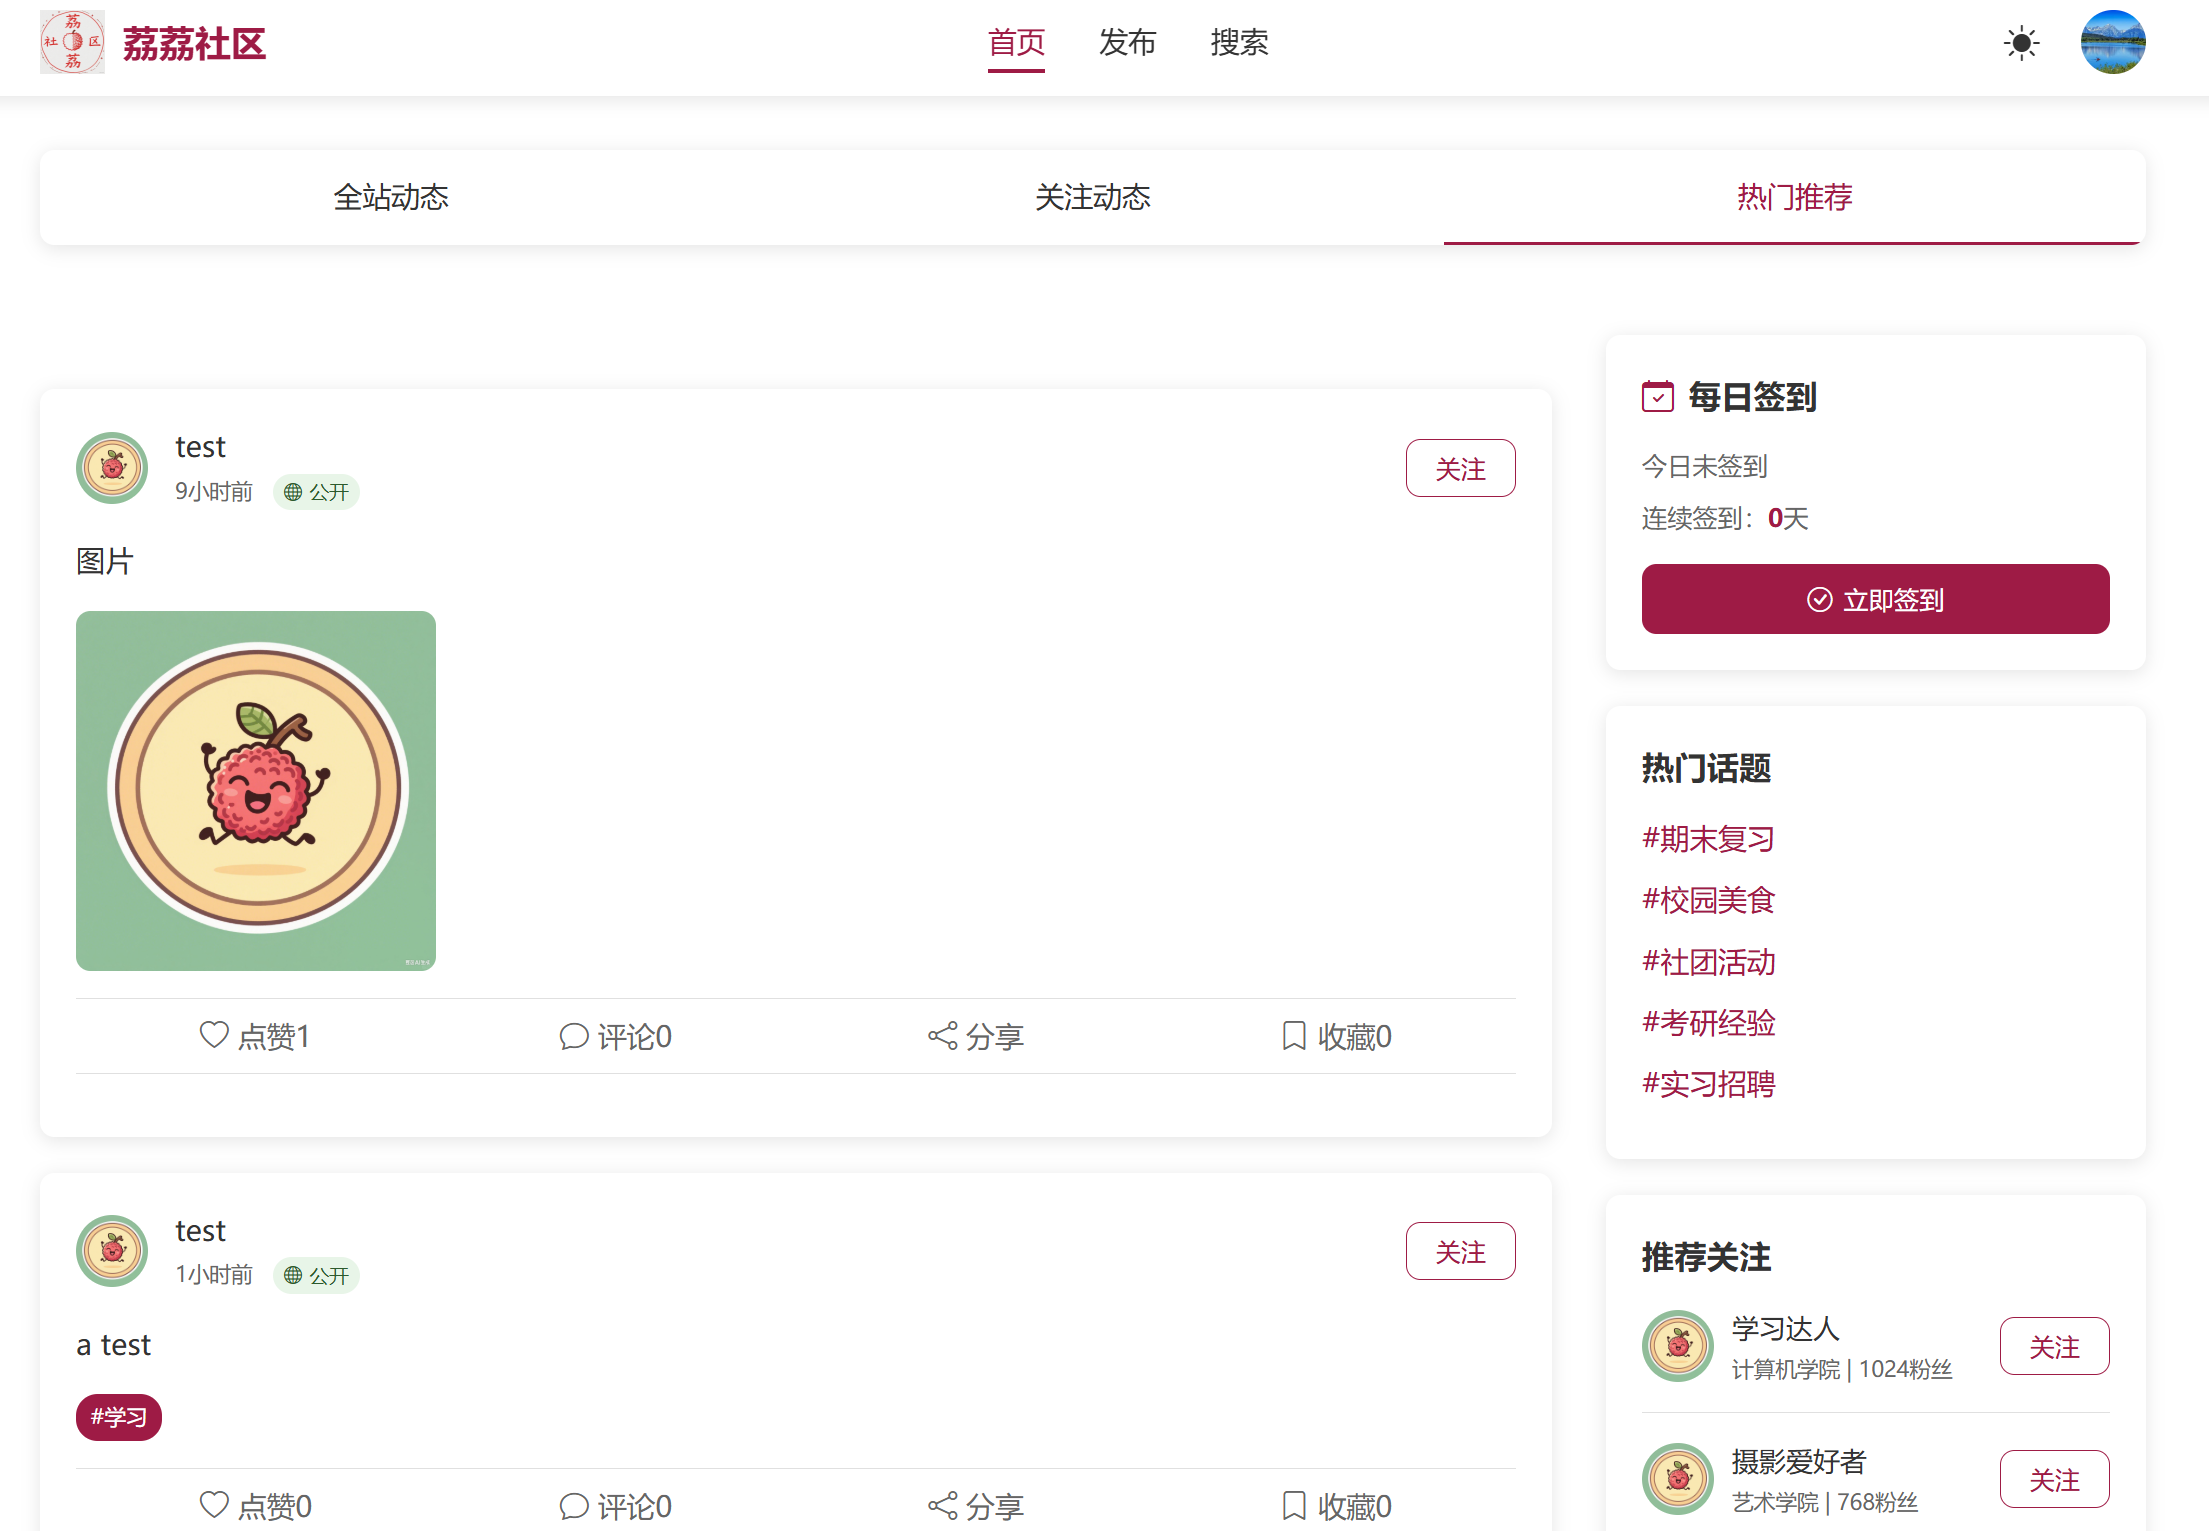 荔荔社区
首页 发布 搜索
全站动态 关注动态 热门推荐
test
9小时前 公开
关注
图片
点赞1 评论0 分享 收藏0
test
1小时前 公开
关注
a test
#学习
点赞0 评论0 分享 收藏0
每日签到
今日未签到
连续签到：0天
立即签到
热门话题
#期末复习
#校园美食
#社团活动
#考研经验
#实习招聘
推荐关注
学习达人
计算机学院 | 1024粉丝
关注
摄影爱好者
艺术学院 | 768粉丝
关注